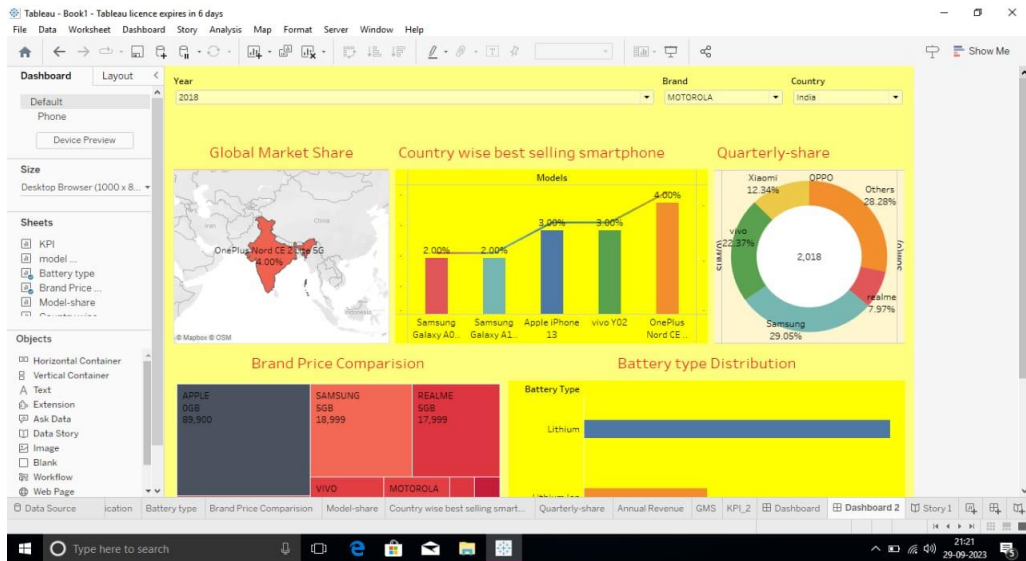 Tableau - Book1 - Tableau licence expires in 6 days
File Data Worksheet Dashboard Story Analysis Map Format Server Window Help
Show Me
Dashboard Layout
Default
Phone
Device Preview
Size
Desktop Browser (1000 x 8...
Sheets
KPI
model ...
Battery type
Brand Price ...
Model-share
Objects
Horizontal Container
Vertical Container
A Text
Extension
Ask Data
Data Story
Image
Blank
Workflow
Web Page
Year
2018
Brand
MOTOROLA
Country
India
Global Market Share
Iran
China
Indonesia
4.00%
© Mapbox © OSM
Country wise best selling smartphone
Models
2.00% 2.00% 3.00% 3.00% 4.00%
Samsung Galaxy A0...
Samsung Galaxy A1...
Apple iPhone 13
vivo Y02
OnePlus Nord CE ...
Quarterly-share
Xiaomi
12.34%
OPPO
Others
28.28%
vivo
22.37%
2,018
realme
7.97%
Samsung
29.05%
Brand Price Comparision
APPLE
0GB
89,900
SAMSUNG
5GB
18,999
REALME
5GB
17,999
VIVO
MOTOROLA
Battery type Distribution
Battery Type
Lithium
Data Source ication Battery type Brand Price Comparision Model-share Country wise best selling smart... Quarterly-share Annual Revenue GMS KPI_2 Dashboard Dashboard 2 Story 1
Type here to search
21:21
29-09-2023